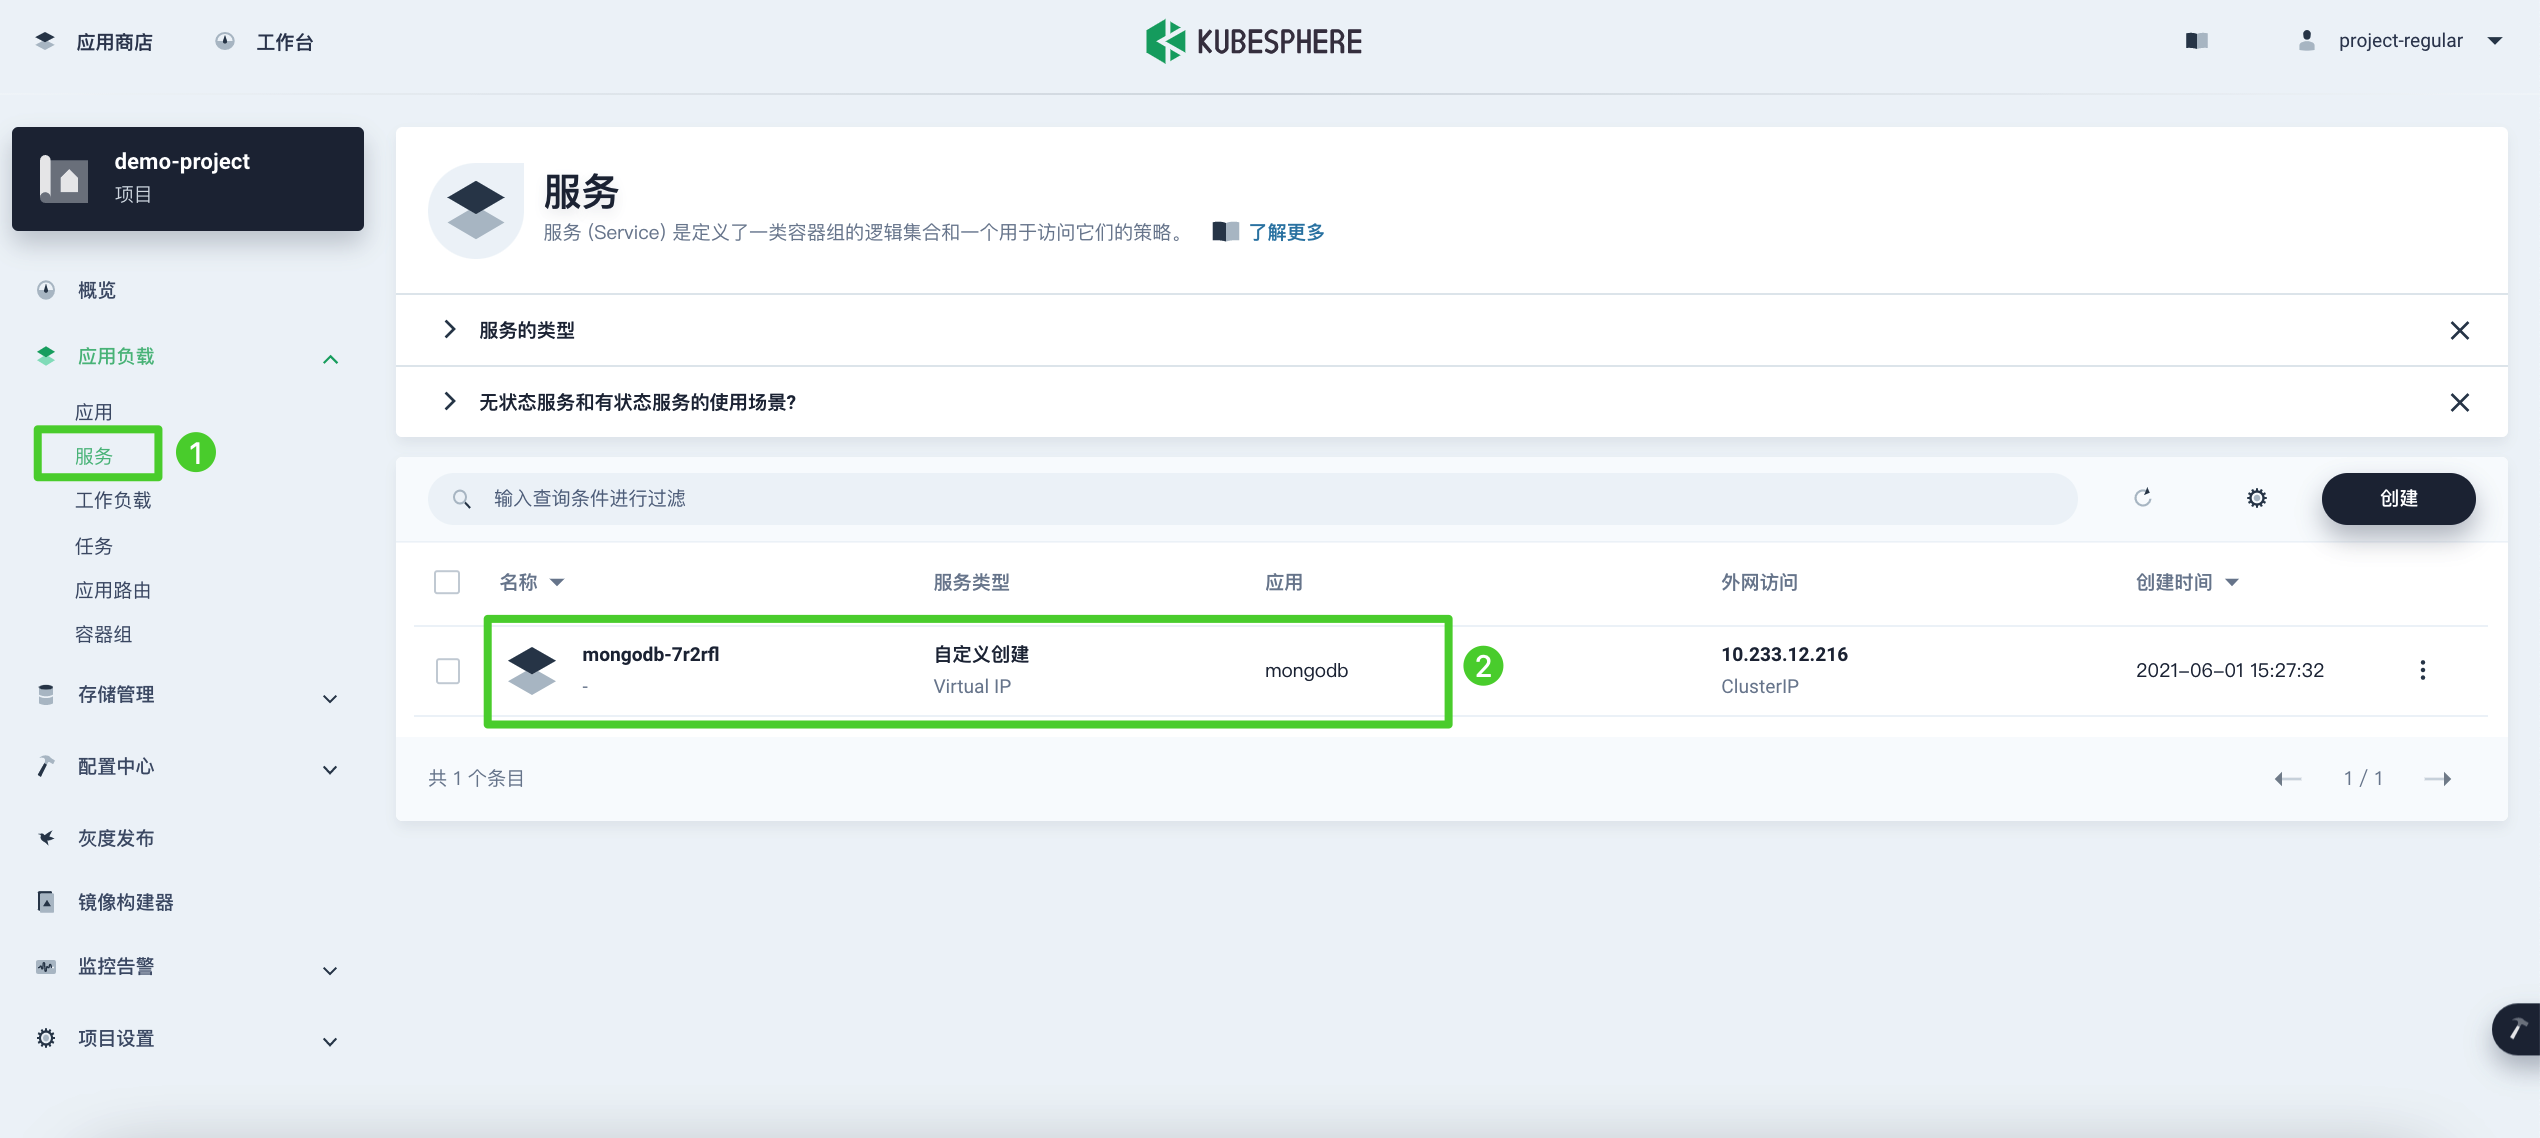 应用商店
工作台
KUBESPHERE
project-regular
demo-project
项目
概览
应用负载
应用
服务
1
工作负载
任务
应用路由
容器组
存储管理
配置中心
灰度发布
镜像构建器
监控告警
项目设置
服务
服务 (Service) 是定义了一类容器组的逻辑集合和一个用于访问它们的策略。 了解更多
服务的类型
无状态服务和有状态服务的使用场景?
输入查询条件进行过滤
创建
名称 服务类型 应用 外网访问 创建时间
mongodb-7r2rfl 自定义创建 mongodb 2 10.233.12.216 2021-06-01 15:27:32
- Virtual IP ClusterIP
共 1 个条目
1 / 1